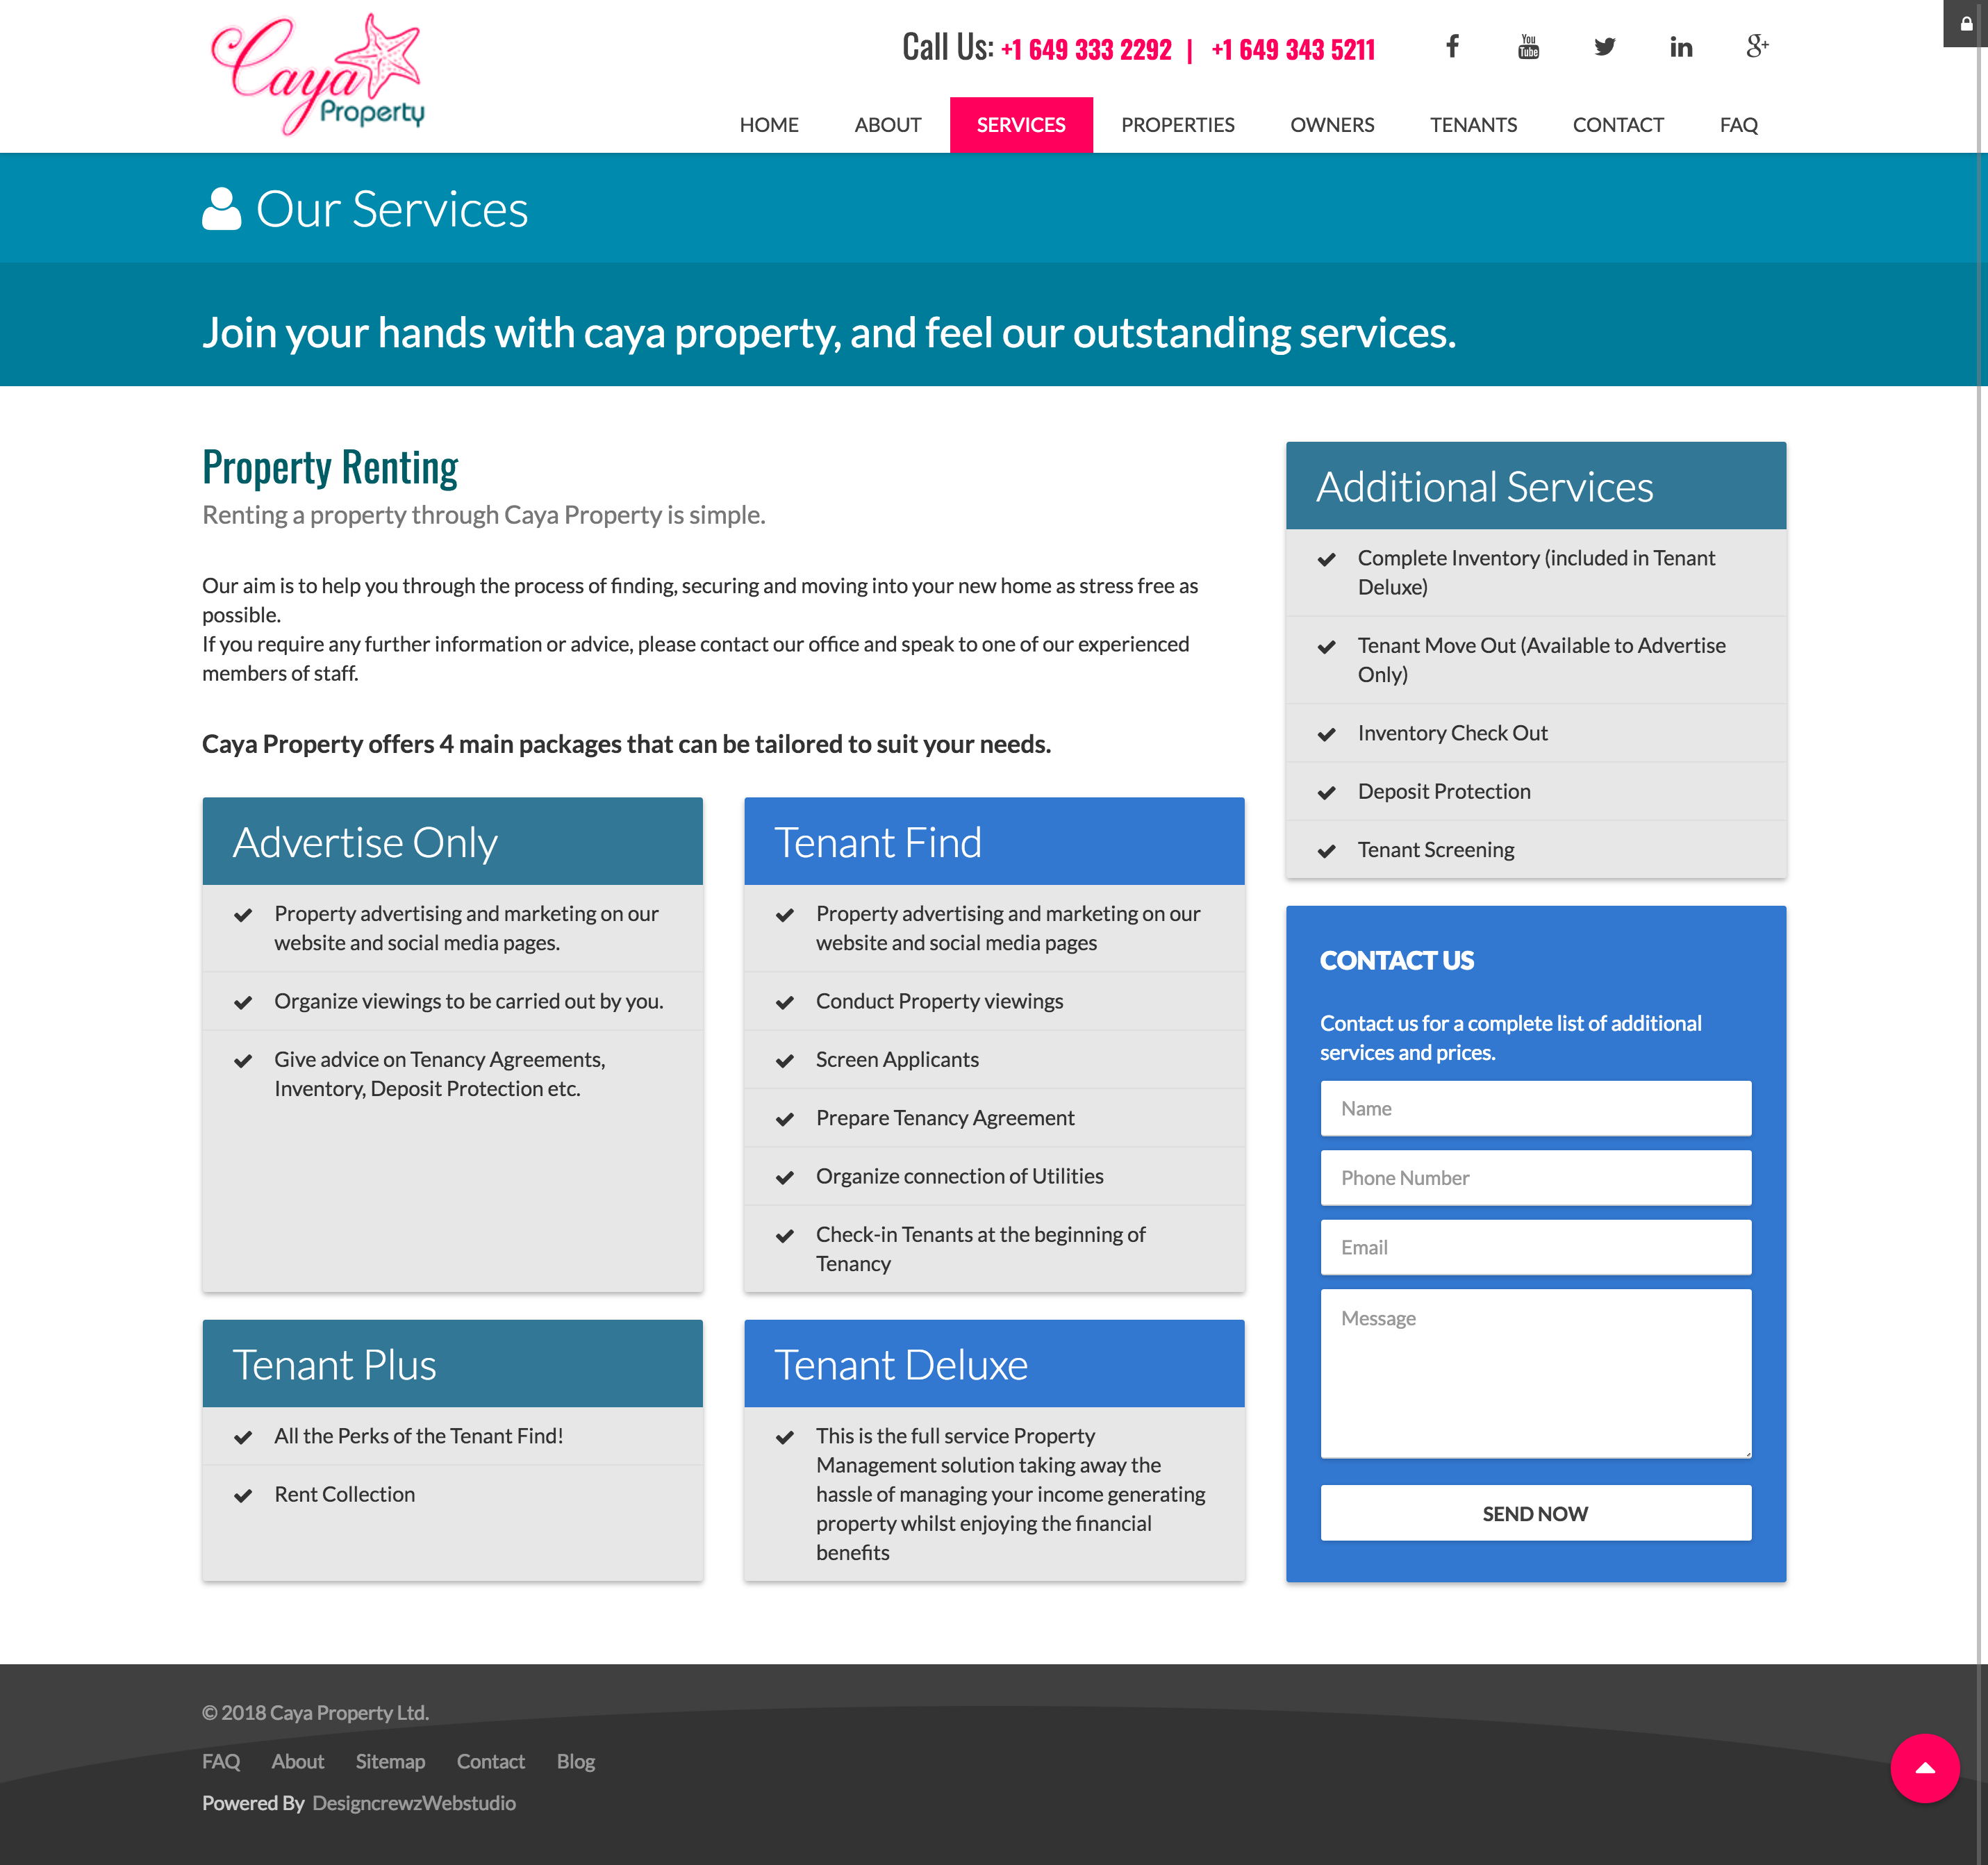 Caya
Property
Call Us: +1 649 333 2292 | +1 649 343 5211
You
Tube
HOME ABOUT SERVICES PROPERTIES OWNERS TENANTS CONTACT FAQ
Our Services
Join your hands with caya property, and feel our outstanding services.
Property Renting
Renting a property through Caya Property is simple.
Our aim is to help you through the process of finding, securing and moving into your new home as stress free as
possible.
If you require any further information or advice, please contact our office and speak to one of our experienced
members of staff.
Caya Property offers 4 main packages that can be tailored to suit your needs.
Advertise Only
Property advertising and marketing on our
website and social media pages.
Organize viewings to be carried out by you.
Give advice on Tenancy Agreements,
Inventory, Deposit Protection etc.
Tenant Find
Property advertising and marketing on our
website and social media pages
Conduct Property viewings
Screen Applicants
Prepare Tenancy Agreement
Organize connection of Utilities
Check-in Tenants at the beginning of
Tenancy
Tenant Plus
All the Perks of the Tenant Find!
Rent Collection
Tenant Deluxe
This is the full service Property
Management solution taking away the
hassle of managing your income generating
property whilst enjoying the financial
benefits
Additional Services
Complete Inventory (included in Tenant
Deluxe)
Tenant Move Out (Available to Advertise
Only)
Inventory Check Out
Deposit Protection
Tenant Screening
CONTACT US
Contact us for a complete list of additional
services and prices.
Name
Phone Number
Email
Message
SEND NOW
© 2018 Caya Property Ltd.
FAQ About Sitemap Contact Blog
Powered By DesigncrewzWebstudio